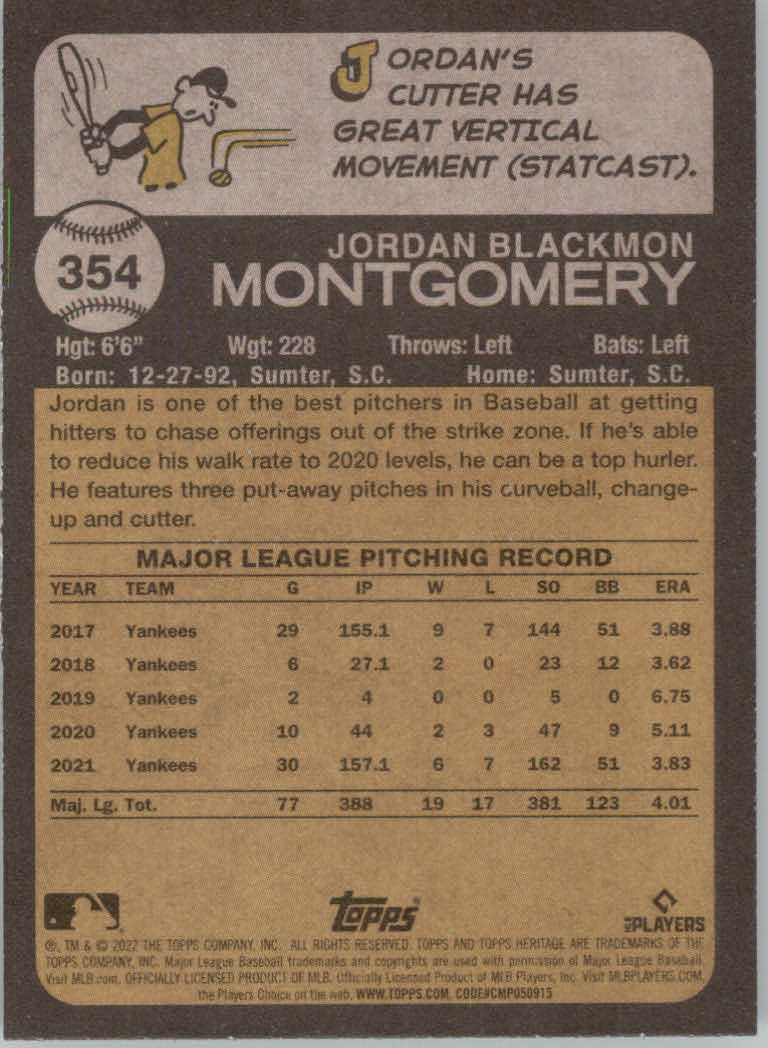 JORDAN'S
CUTTER HAS
GREAT VERTICAL
MOVEMENT (STATCAST).
354
JORDAN BLACKMON
MONTGOMERY
Hgt: 6'6" Wgt: 228 Throws: Left Bats: Left
Born: 12-27-92, Sumter, S.C. Home: Sumter, S.C.
Jordan is one of the best pitchers in Baseball at getting
hitters to chase offerings out of the strike zone. If he's able
to reduce his walk rate to 2020 levels, he can be a top hurler.
He features three put-away pitches in his curveball, change-
up and cutter.
MAJOR LEAGUE PITCHING RECORD
YEAR TEAM G IP W L SO BB ERA
2017 Yankees 29 155.1 9 7 144 51 3.88
2018 Yankees 6 27.1 2 0 23 12 3.62
2019 Yankees 2 4 0 0 5 0 6.75
2020 Yankees 10 44 2 3 47 9 5.11
2021 Yankees 30 157.1 6 7 162 51 3.83
Maj. Lg. Tot. 77 388 19 17 381 123 4.01
topps
MLB PLAYERS
®, TM & © 2022 THE TOPPS COMPANY, INC. ALL RIGHTS RESERVED. TOPPS AND TOPPS HERITAGE ARE TRADEMARKS OF THE
TOPPS COMPANY, INC. Major League Baseball trademarks and copyrights are used with permission of Major League Baseball.
Visit MLB.com. OFFICIALLY LICENSED PRODUCT OF MLB. Officially Licensed Product of MLB Players, Inc. Visit MLBPLAYERS.COM,
the Players Choice on the web. WWW.TOPPS.COM. CODE#CMP050915